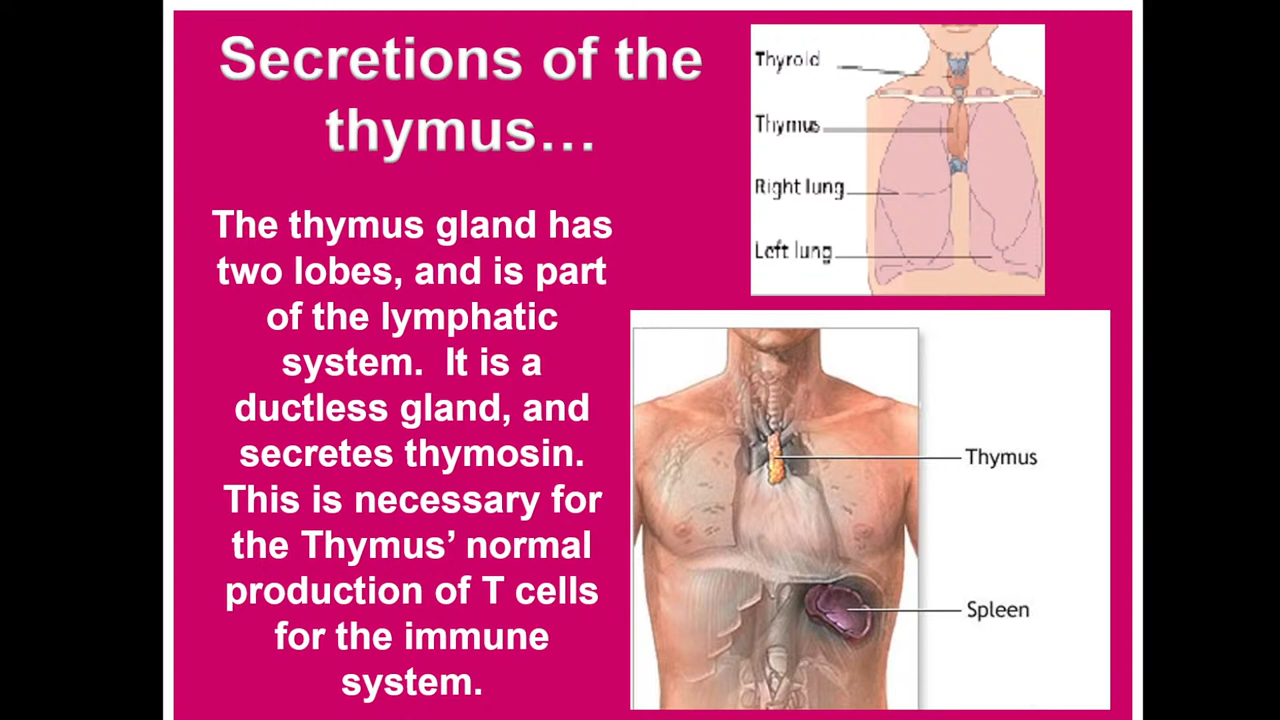 Secretions of the
thymus…
The thymus gland has
two lobes, and is part
of the lymphatic
system.  It is a
ductless gland, and
secretes thymosin.
This is necessary for
the Thymus’ normal
production of T cells
for the immune
system.
Thyroid
Thymus
Right lung
Left lung
Thymus
Spleen